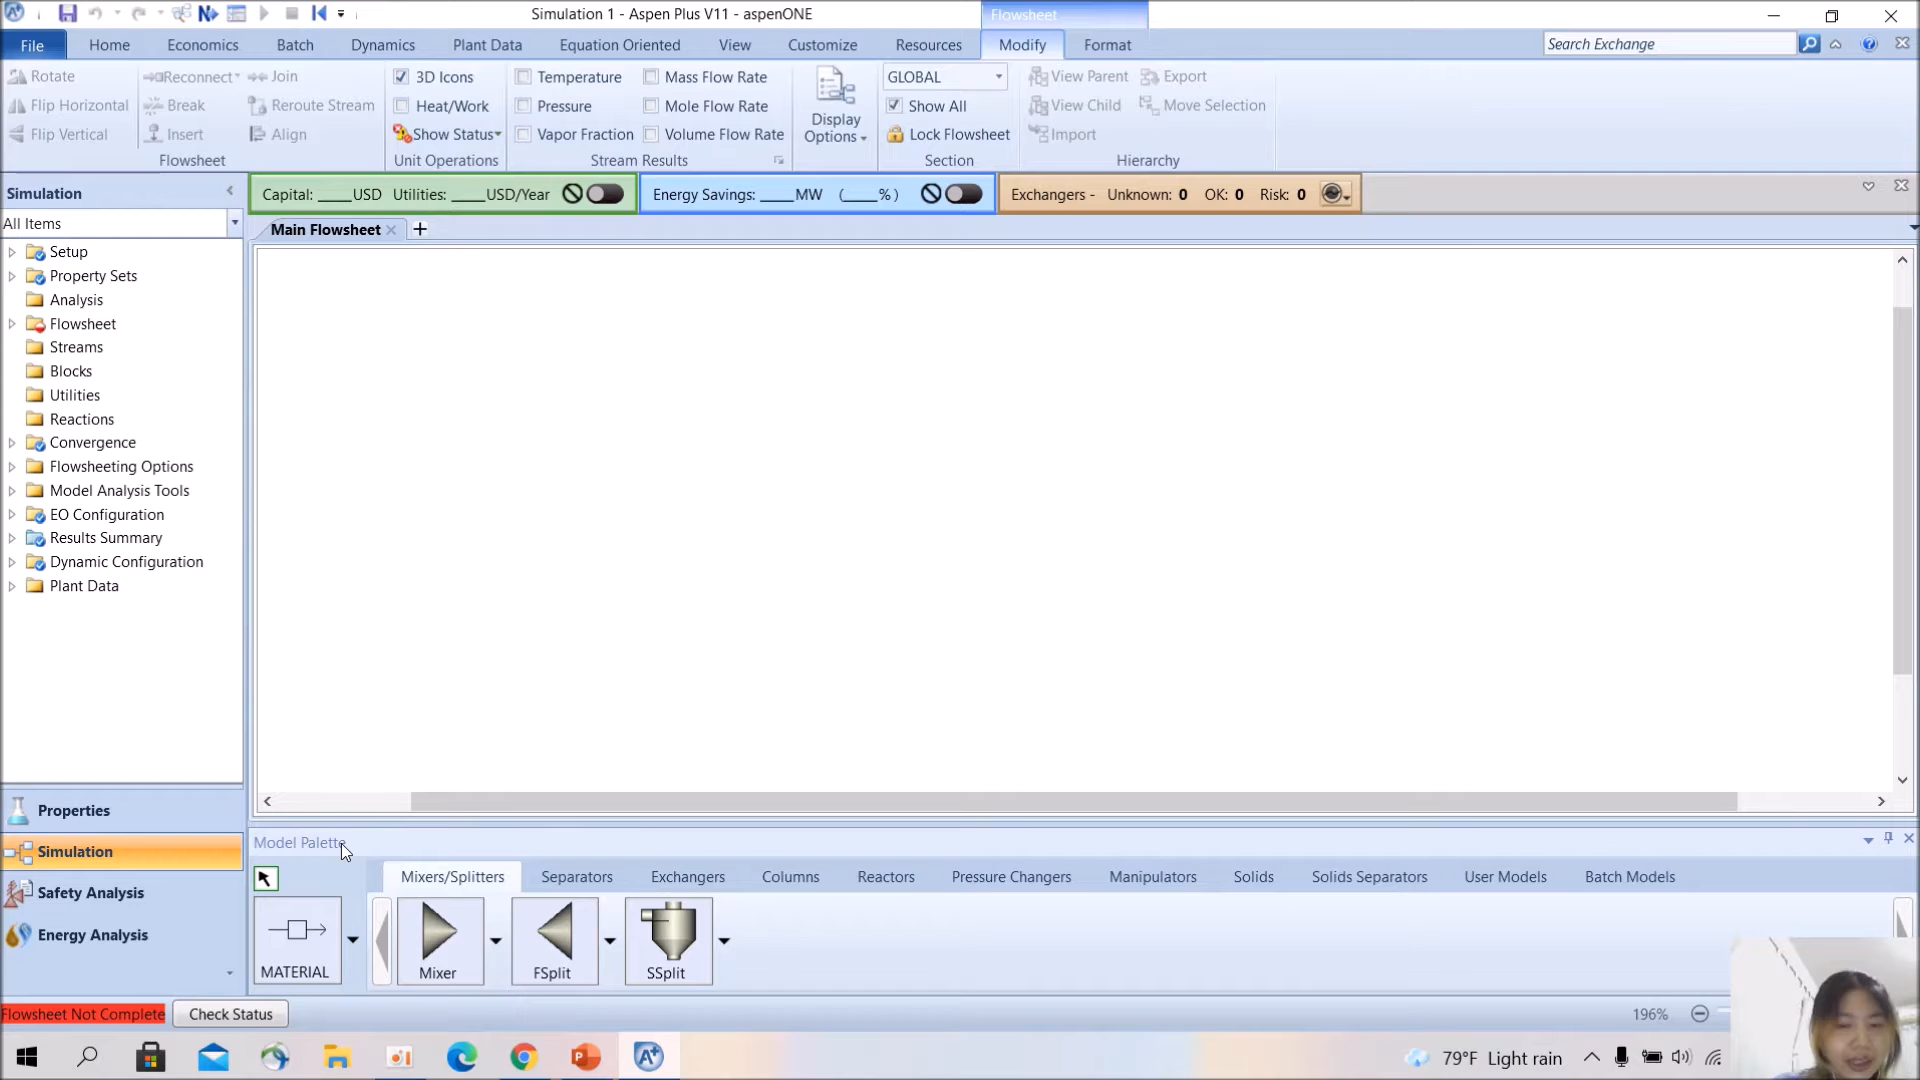 Simulation 1 - Aspen Plus V11 - aspenONE
Flowsheet
File Home Economics Batch Dynamics Plant Data Equation Oriented View Customize Resources Modify Format
Search Exchange
Rotate Reconnect Join 3D Icons Temperature Mass Flow Rate GLOBAL View Parent Export
Flip Horizontal Break Reroute Stream Heat/Work Pressure Mole Flow Rate Show All View Child Move Selection
Flip Vertical Insert Align Show Status Vapor Fraction Volume Flow Rate Display Options Lock Flowsheet Import
Flowsheet Unit Operations Stream Results Section Hierarchy
Simulation
Capital: ____USD Utilities: ____USD/Year Energy Savings: ____MW (____%) Exchangers - Unknown: 0 OK: 0 Risk: 0
All Items
Main Flowsheet
Setup
Property Sets
Analysis
Flowsheet
Streams
Blocks
Utilities
Reactions
Convergence
Flowsheeting Options
Model Analysis Tools
EO Configuration
Results Summary
Dynamic Configuration
Plant Data
Properties
Simulation
Safety Analysis
Energy Analysis
Model Palette
Mixers/Splitters Separators Exchangers Columns Reactors Pressure Changers Manipulators Solids Solids Separators User Models Batch Models
MATERIAL Mixer FSplit SSplit
Flowsheet Not Complete Check Status 196%
79°F Light rain